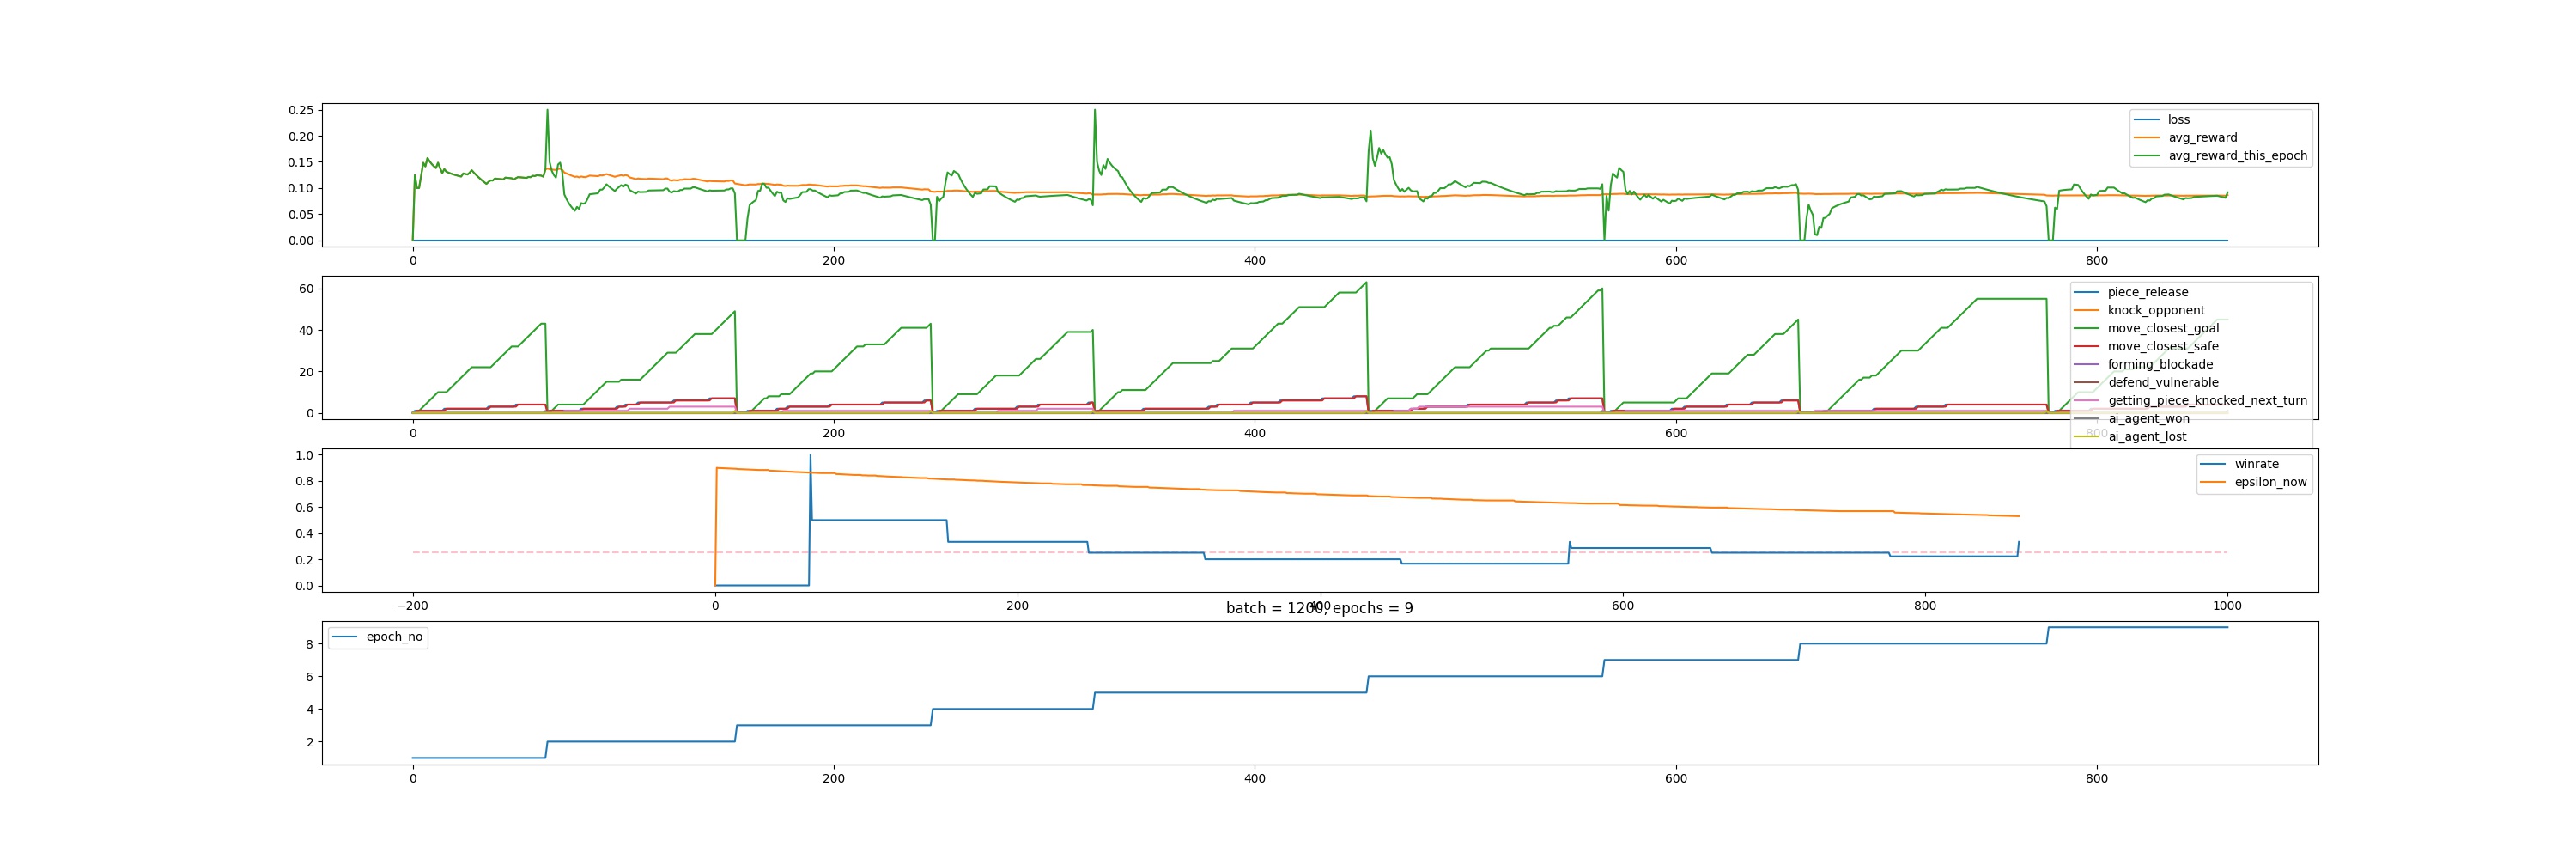 0.25
0.20
0.15
0.10
0.05
0.00
loss
avg_reward
avg_reward_this_epoch
0 200 400 600 800
60
40
20
0
piece_release
knock_opponent
move_closest_goal
move_closest_safe
forming_blockade
defend_vulnerable
getting_piece_knocked_next_turn
ai_agent_won
ai_agent_lost
0 200 400 600 800
1.0
0.8
0.6
0.4
0.2
0.0
winrate
epsilon_now
−200 0 200 400 600 800 1000
batch = 1200, epochs = 9
8
6
4
2
epoch_no
0 200 400 600 800